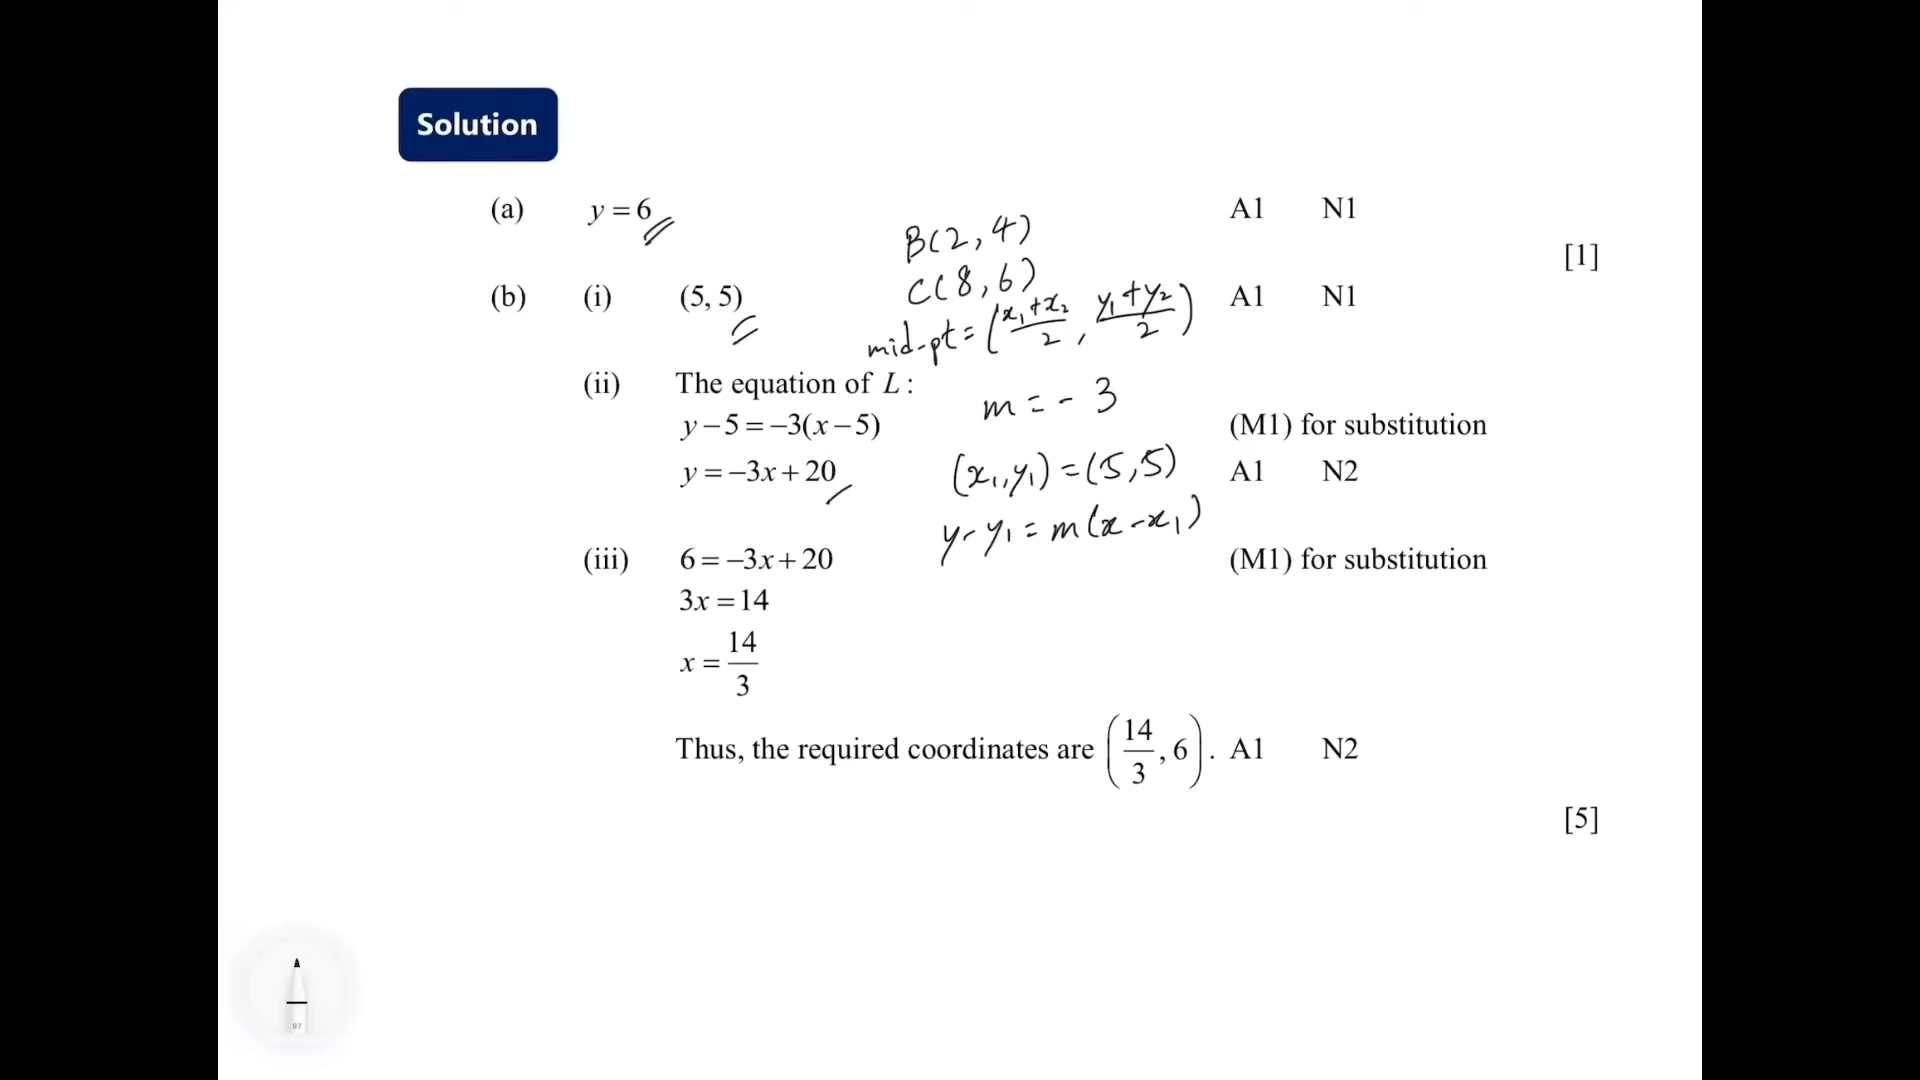 Solution
(a) y = 6 A1 N1
B(2, 4)
[1]
C(8, 6)
(b) (i) (5, 5) A1 N1
mid-pt = (x₁+x₂/2, y₁+y₂/2)
(ii) The equation of L:
m = - 3
y − 5 = −3(x − 5) (M1) for substitution
y = −3x + 20 (x₁, y₁) = (5, 5) A1 N2
y - y₁ = m(x - x₁)
(iii) 6 = −3x + 20 (M1) for substitution
3x = 14
x = 14/3
Thus, the required coordinates are (14/3, 6). A1 N2
[5]
97